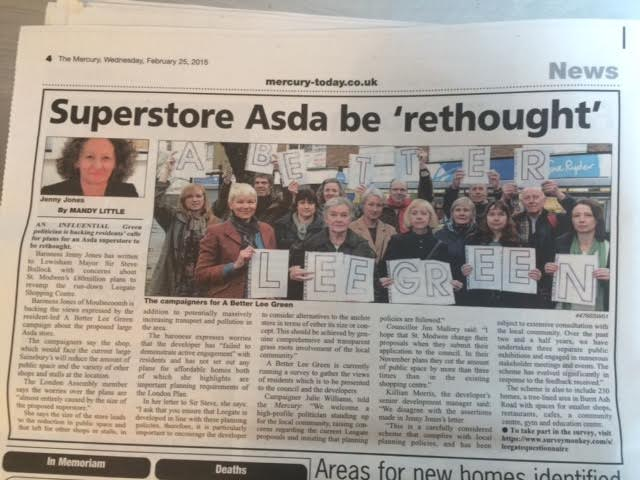 4 The Mercury, Wednesday, February 25, 2015
mercury-today.co.uk
News
Superstore Asda be 'rethought'
Jenny Jones
By MANDY LITTLE
A BETTER
LEE GREEN
Sue Ryder
The campaigners for A Better Lee Green
AN INFLUENTIAL Green
politician is backing residents' calls
for plans for an Asda superstore to
be rethought.
Baroness Jenny Jones has written
to Lewisham Mayor Sir Steve
Bullock with concerns about
St. Modwen's £80million plans to
revamp the run-down Leegate
Shopping Centre.
Baroness Jones of Moulsecoomb is
backing the views expressed by the
resident-led A Better Lee Green
campaign about the proposed large
Asda store.
The campaigners say the shop,
which would face the current large
Sainsbury's will reduce the amount of
public space and the variety of other
shops and stalls at the location.
The London Assembly member
says the worries over the plans are
"almost entirely caused by the size of
the proposed superstore."
She says the size of the store leads
to the reduction in public space and
that left for other shops or stalls, in
addition to potentially massively
increasing transport and pollution in
the area.
The baroness expresses worries
that the developer has "failed to
demonstrate active engagement" with
residents and has not set out any
plans for affordable homes both
of which she highlights are
important planning requirements of
the London Plan.
In her letter to Sir Steve, she says:
"I ask that you ensure that Leegate is
developed in line with these planning
policies, therefore, it is particularly
important to encourage the developer
to consider alternatives to the anchor
store in terms of either its size or con-
cept. This should be achieved by gen-
uine comprehensive and transparent
grass roots involvement of the local
community."
A Better Lee Green is currently
running a survey to gather the views
of residents which is to be presented
to the council and the developers.
Campaigner Julie Williams, told
the Mercury: "We welcome a
high-profile politician standing up
for the local community, raising con-
cerns regarding the current Leegate
proposals and insisting that planning
policies are followed."
Councillor Jim Mallory said: "I
hope that St Modwen change their
proposals when they submit their
application to the council. In their
November plans they cut the amount
of public space by more than three
times than in the existing
shopping centre."
Killian Morris, the developer's
senior development manager said:
"We disagree with the assertions
made in Jenny Jones's letter.
"This is a carefully considered
scheme that complies with local
planning policies, and has been
subject to extensive consultation with
the local community. Over the past
two and a half years, we have
undertaken three separate public
exhibitions and engaged in numerous
stakeholder meetings and events. The
scheme has evolved significantly in
response to the feedback received."
The scheme is also to include 230
homes, a tree-lined area in Burnt Ash
Road with spaces for smaller shops,
restaurants, cafes, a community
centre, gym and education centre.
To take part in the survey, visit
https://www.surveymonkey.com/s/
leegatequestionnaire
In Memoriam
Deaths
Areas for new homes identified